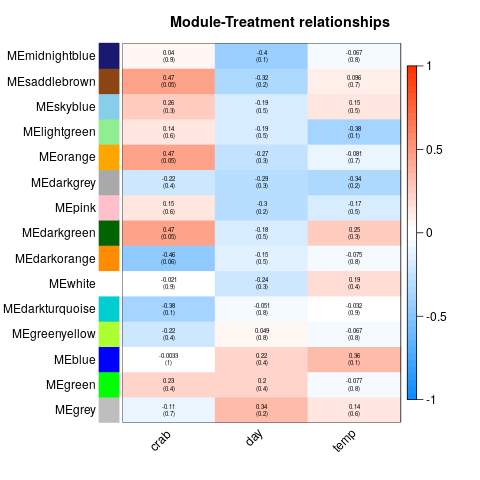 Module-Treatment relationships
MEmidnightblue 0.04 -0.4 -0.067
(0.9) (0.1) (0.8)
MEsaddlebrown 0.47 -0.32 0.096
(0.05) (0.2) (0.7)
MEskyblue 0.26 -0.19 0.15
(0.3) (0.5) (0.5)
MElightgreen 0.14 -0.19 -0.38
(0.6) (0.5) (0.1)
MEorange 0.47 -0.27 -0.081
(0.05) (0.3) (0.7)
MEdarkgrey -0.22 -0.29 -0.34
(0.4) (0.3) (0.2)
MEpink 0.15 -0.3 -0.17
(0.6) (0.2) (0.5)
MEdarkgreen 0.47 -0.18 0.25
(0.05) (0.5) (0.3)
MEdarkorange -0.46 -0.15 -0.075
(0.06) (0.5) (0.8)
MEwhite -0.021 -0.24 0.19
(0.9) (0.3) (0.4)
MEdarkturquoise -0.38 -0.051 -0.032
(0.1) (0.8) (0.9)
MEgreenyellow -0.22 0.049 -0.067
(0.4) (0.8) (0.8)
MEblue -0.0033 0.22 0.36
(1) (0.4) (0.1)
MEgreen 0.23 0.2 -0.077
(0.4) (0.4) (0.8)
MEgrey -0.11 0.34 0.14
(0.7) (0.2) (0.6)
crab day temp
1
0.5
0
-0.5
-1